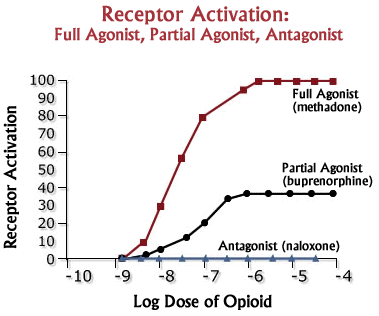 Receptor Activation:
Full Agonist, Partial Agonist, Antagonist
Receptor Activation
100
90
80
70
60
50
40
30
20
10
0
Full Agonist
(methadone)
Partial Agonist
(buprenorphine)
Antagonist (naloxone)
-10 -9 -8 -7 -6 -5 -4
Log Dose of Opioid